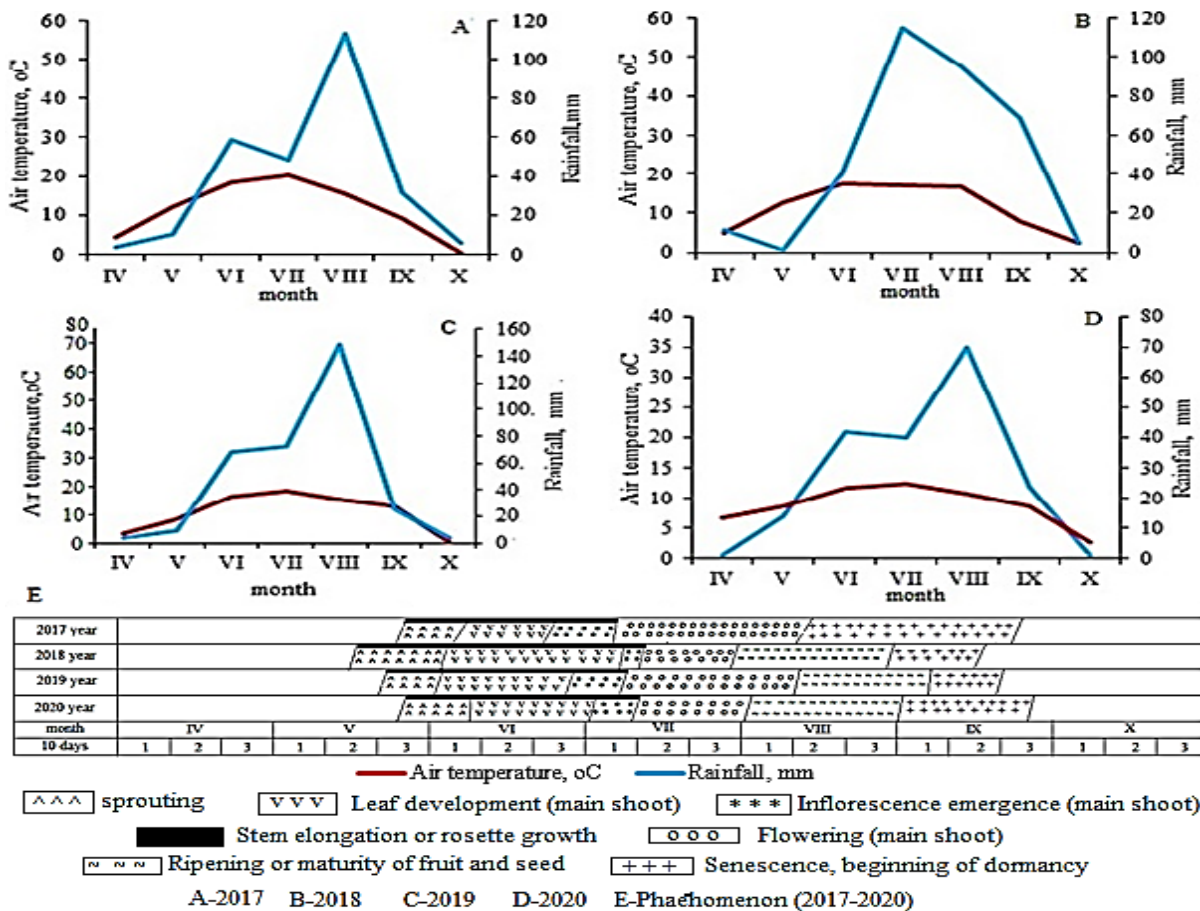 A
Air temperature, oC
60
50
40
30
20
10
0
Rainfall,mm
120
100
80
60
40
20
0
IV V VI VII VIII IX X
month
B
Air temperature, oC
60
50
40
30
20
10
0
Rainfall, mm
120
100
80
60
40
20
0
IV V VI VII VIII IX X
month
C
temperature,oC
80
70
60
50
40
30
20
10
0
Rainfall, mm .
160
140
120
100.
80
60.
40
20
0
IV V VI VII VIII IX X
month
D
Air temperature, oC
40
35
30
25
20
15
10
5
0
Rainfall, mm
80
70
60
50
40
30
20
10
0
IV V VI VII VIII IX X
month
E
2017 year
2018 year
2019 year
2020 year
month IV V VI VII VIII IX X
10 days 1 2 3 1 2 3 1 2 3 1 2 3 1 2 3 1 2 3 1 2 3
Air temperature, oC Rainfall, mm
^ ^ ^ sprouting v v v Leaf development (main shoot) * * * Inflorescence emergence (main shoot)
Stem elongation or rosette growth o o o Flowering (main shoot)
~ ~ ~ Ripening or maturity of fruit and seed +++ Senescence, beginning of dormancy
A-2017 B-2018 C-2019 D-2020 E-Phaehomenon (2017-2020)